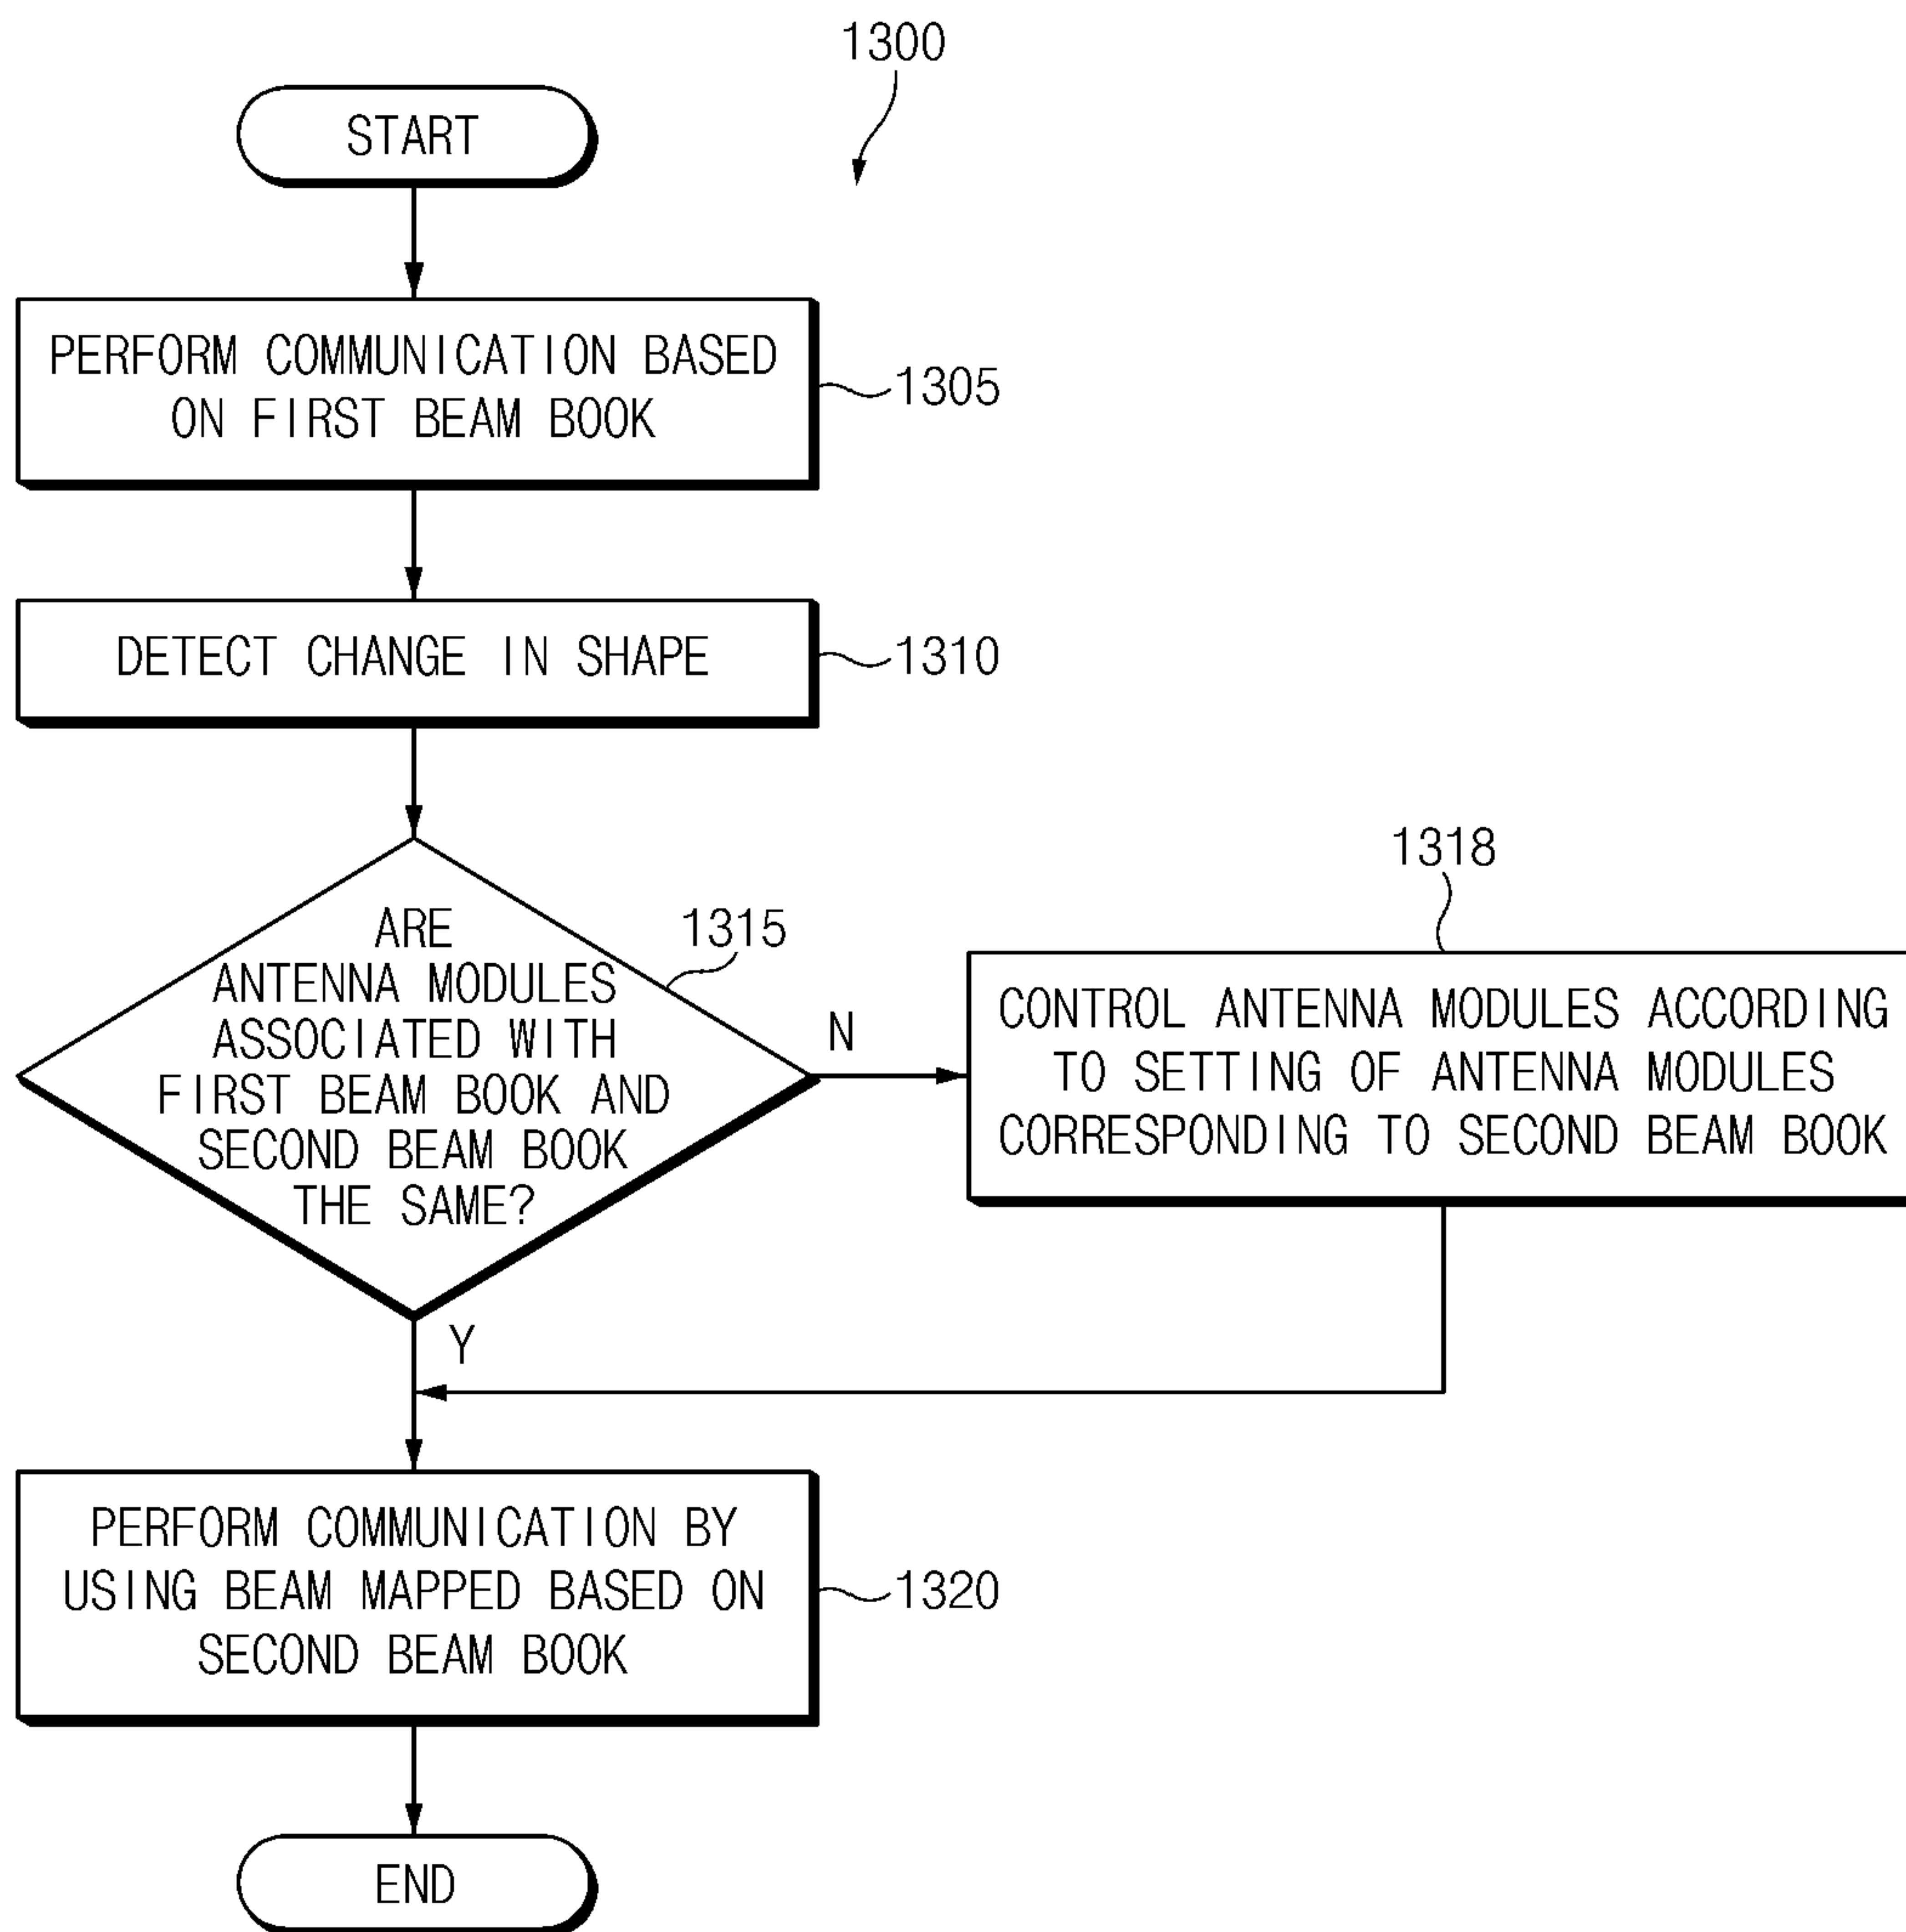 1300
START
PERFORM COMMUNICATION BASED
ON FIRST BEAM BOOK
1305
DETECT CHANGE IN SHAPE
1310
ARE
ANTENNA MODULES
ASSOCIATED WITH
FIRST BEAM BOOK AND
SECOND BEAM BOOK
THE SAME?
1315
N
1318
CONTROL ANTENNA MODULES ACCORDING
TO SETTING OF ANTENNA MODULES
CORRESPONDING TO SECOND BEAM BOOK
Y
PERFORM COMMUNICATION BY
USING BEAM MAPPED BASED ON
SECOND BEAM BOOK
1320
END